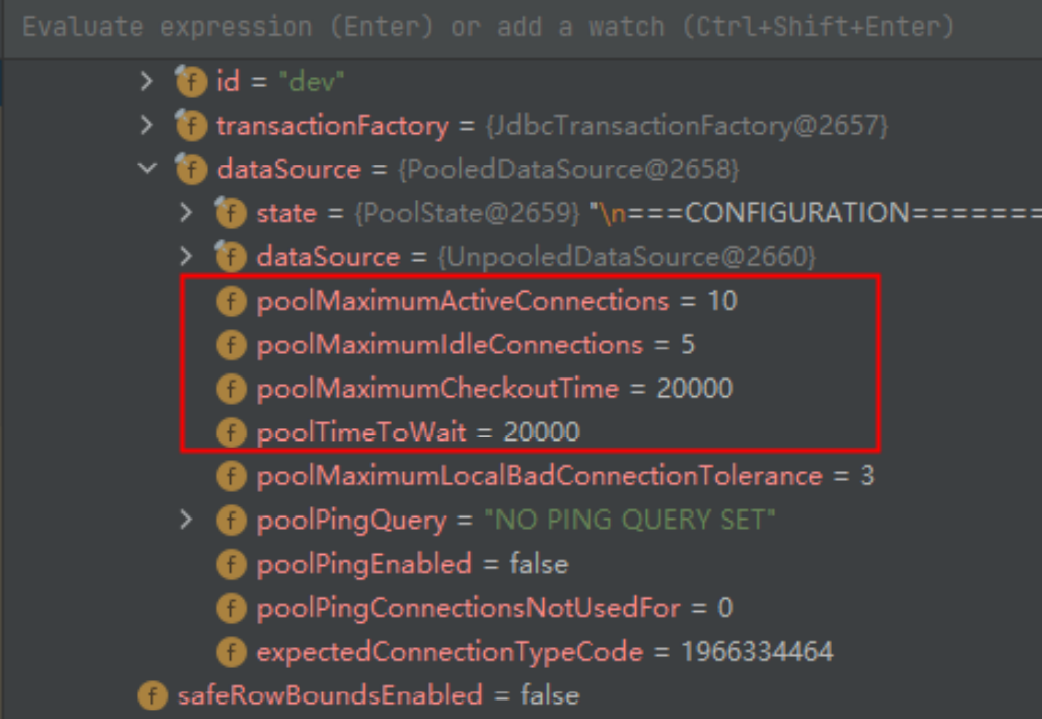 Evaluate expression (Enter) or add a watch (Ctrl+Shift+Enter)
f id = "dev"
f transactionFactory = {JdbcTransactionFactory@2657}
f dataSource = {PooledDataSource@2658}
f state = {PoolState@2659} "\n===CONFIGURATION=======
f dataSource = {UnpooledDataSource@2660}
f poolMaximumActiveConnections = 10
f poolMaximumIdleConnections = 5
f poolMaximumCheckoutTime = 20000
f poolTimeToWait = 20000
f poolMaximumLocalBadConnectionTolerance = 3
f poolPingQuery = "NO PING QUERY SET"
f poolPingEnabled = false
f poolPingConnectionsNotUsedFor = 0
f expectedConnectionTypeCode = 1966334464
f safeRowBoundsEnabled = false